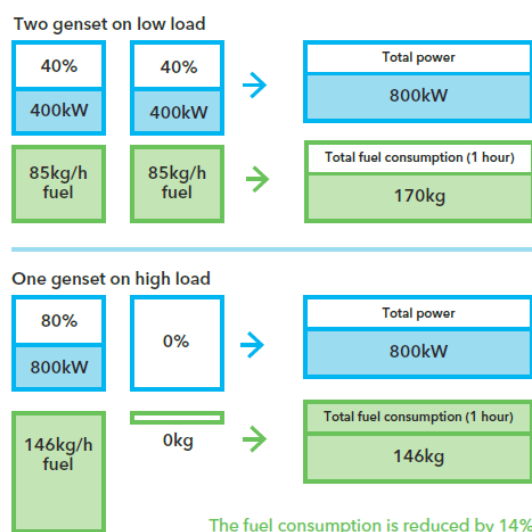 Two genset on low load
40%
40%
Total power
400kW
400kW
800kW
85kg/h
fuel
85kg/h
fuel
Total fuel consumption (1 hour)
170kg
One genset on high load
80%
0%
Total power
800kW
800kW
146kg/h
fuel
0kg
Total fuel consumption (1 hour)
146kg
The fuel consumption is reduced by 14%